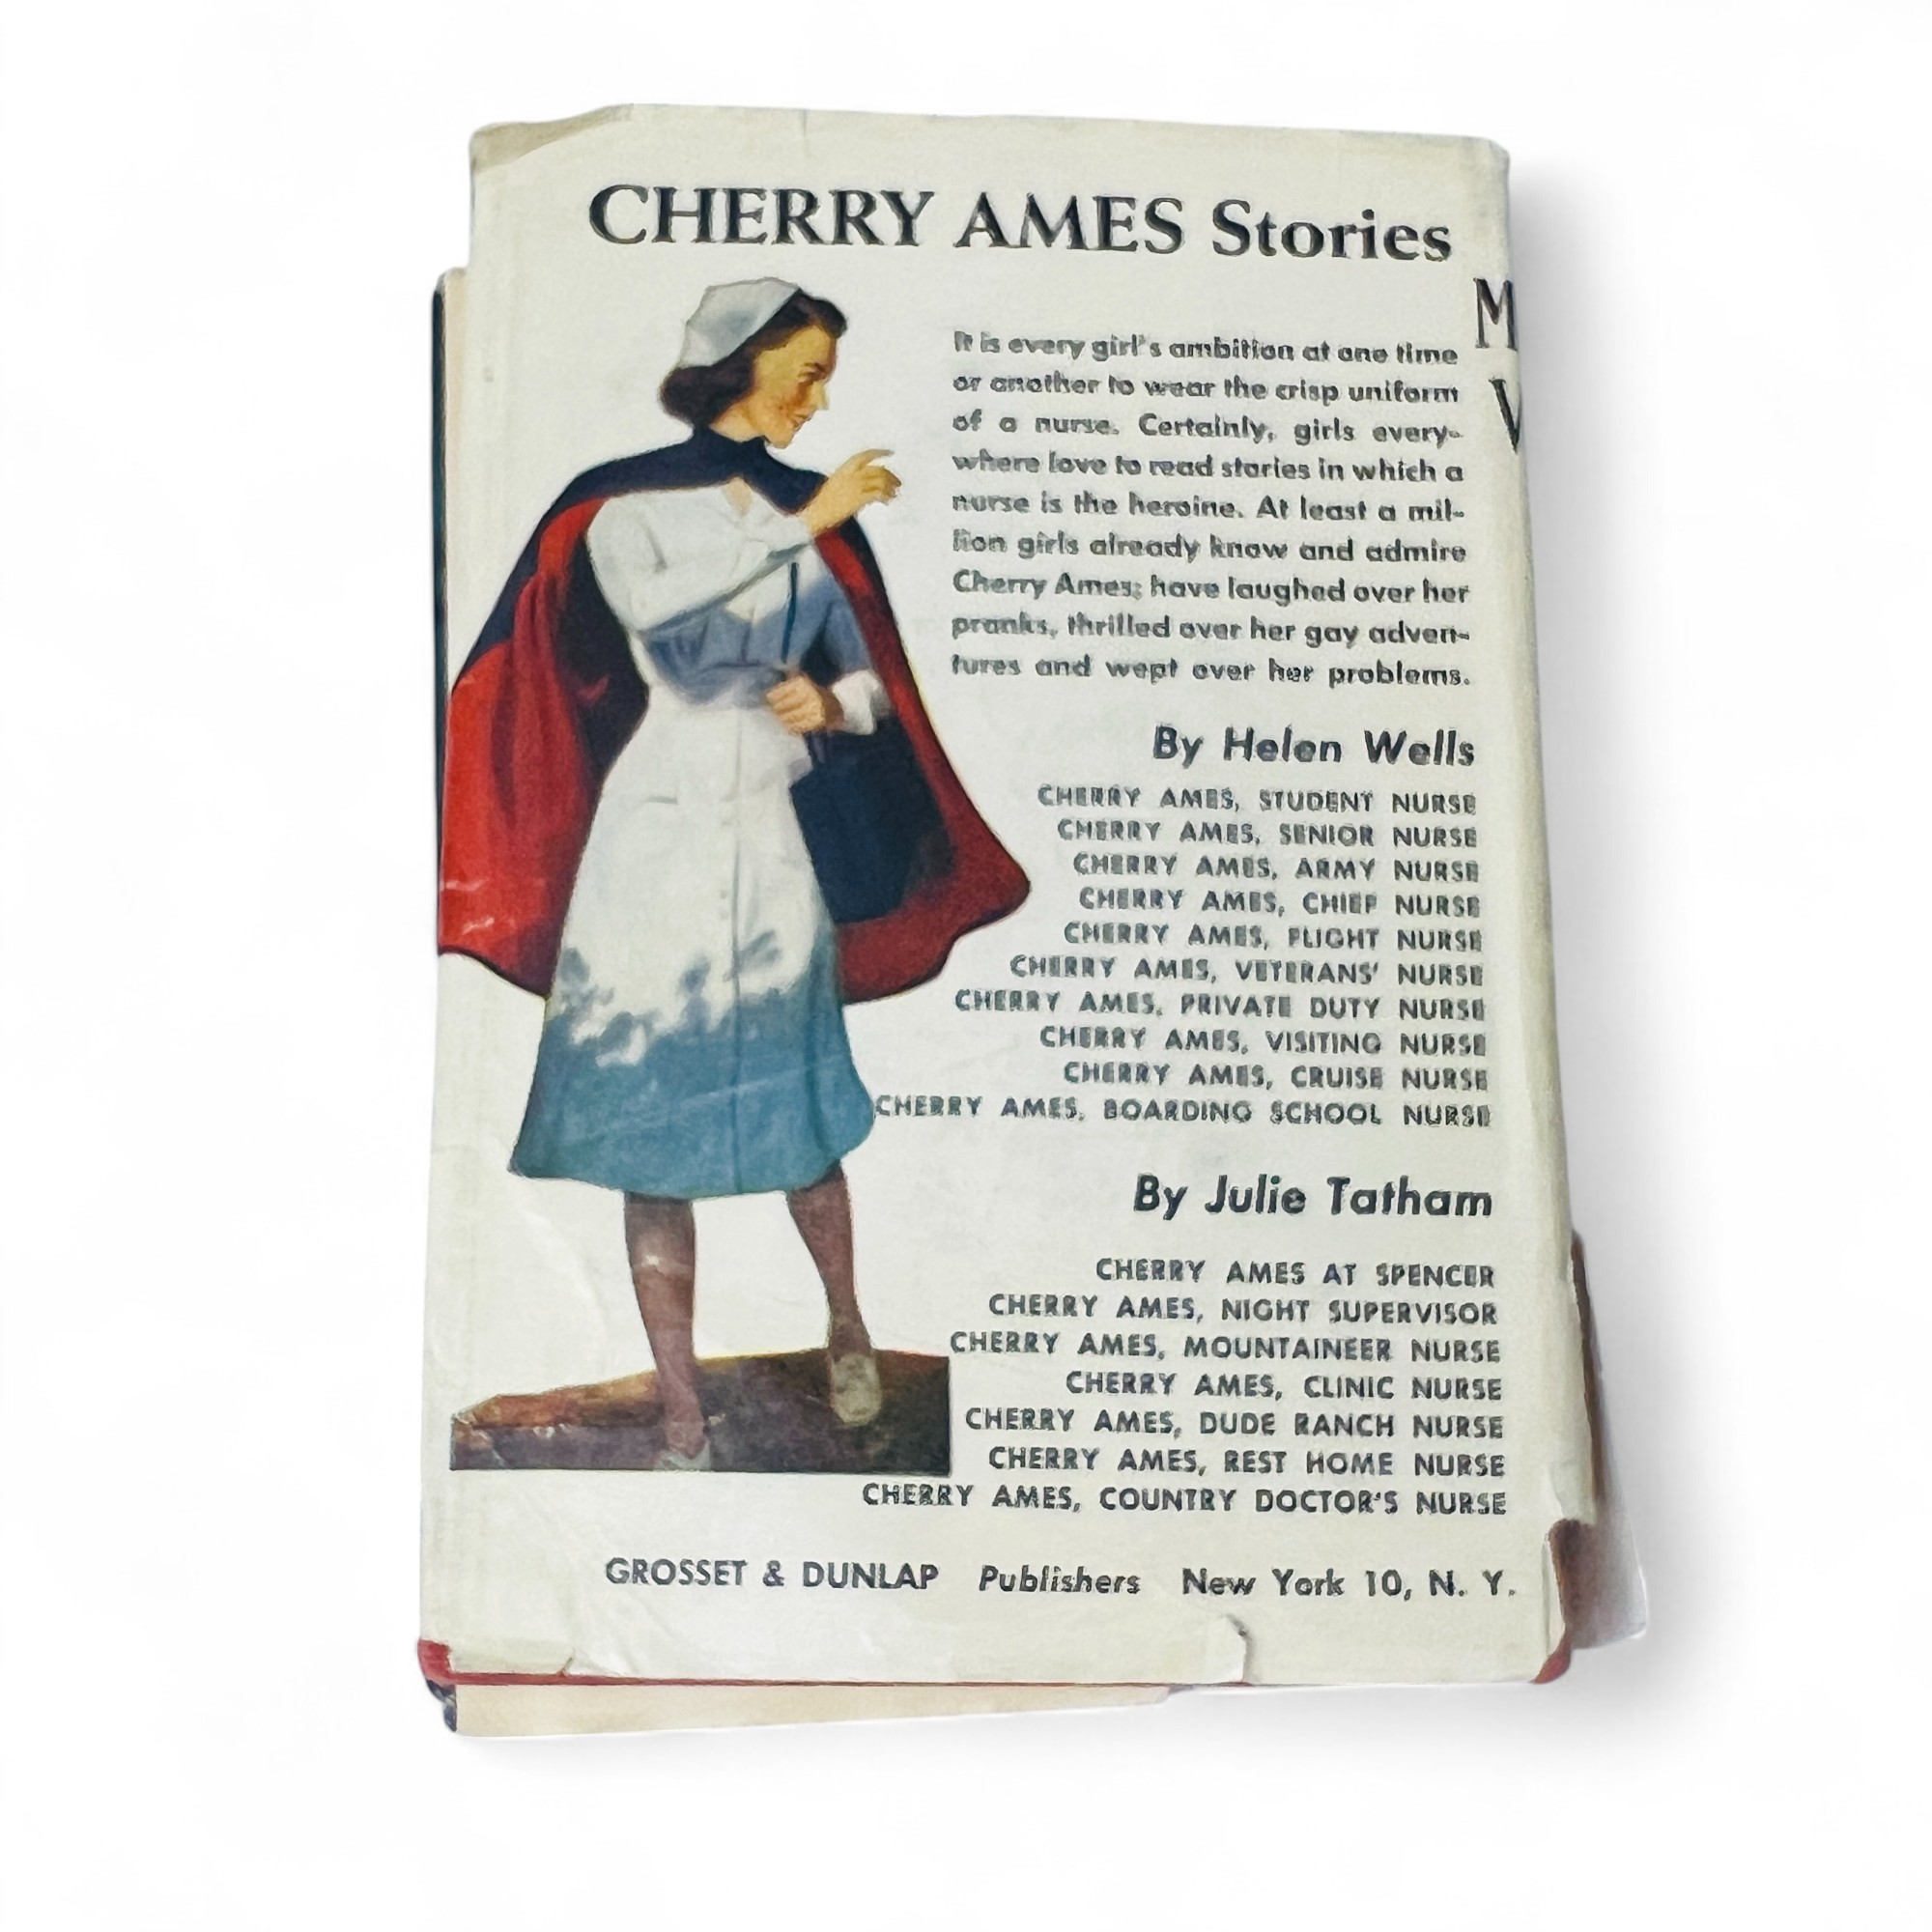 CHERRY AMES Stories
M
V
It is every girl's ambition at one time
or another to wear the crisp uniform
of a nurse. Certainly, girls every-
where love to read stories in which a
nurse is the heroine. At least a mil-
lion girls already know and admire
Cherry Ames; have laughed over her
pranks, thrilled over her gay adven-
tures and wept over her problems.
By Helen Wells
CHERRY AMES, STUDENT NURSE
CHERRY AMES, SENIOR NURSE
CHERRY AMES, ARMY NURSE
CHERRY AMES, CHIEF NURSE
CHERRY AMES, FLIGHT NURSE
CHERRY AMES, VETERANS' NURSE
CHERRY AMES, PRIVATE DUTY NURSE
CHERRY AMES, VISITING NURSE
CHERRY AMES, CRUISE NURSE
CHERRY AMES, BOARDING SCHOOL NURSE
By Julie Tatham
CHERRY AMES AT SPENCER
CHERRY AMES, NIGHT SUPERVISOR
CHERRY AMES, MOUNTAINEER NURSE
CHERRY AMES, CLINIC NURSE
CHERRY AMES, DUDE RANCH NURSE
CHERRY AMES, REST HOME NURSE
CHERRY AMES, COUNTRY DOCTOR'S NURSE
GROSSET & DUNLAP Publishers New York 10, N. Y.